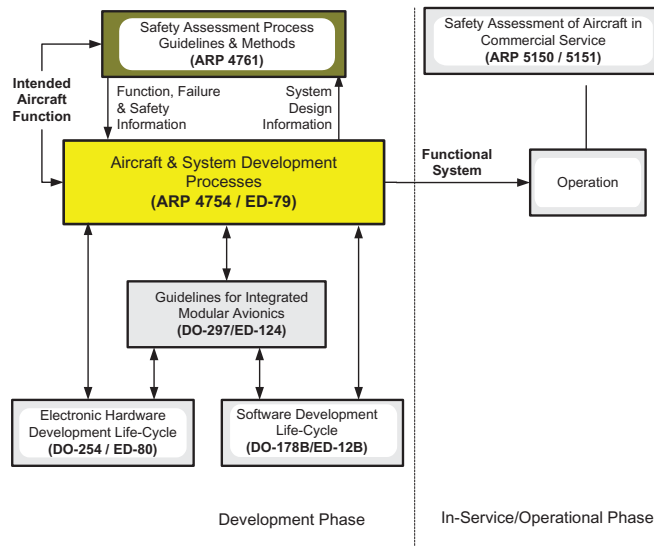 Safety Assessment Process
Guidelines & Methods
(ARP 4761)
Safety Assessment of Aircraft in
Commercial Service
(ARP 5150 / 5151)
Intended
Aircraft
Function
Function, Failure
& Safety
Information
System
Design
Information
Aircraft & System Development
Processes
(ARP 4754 / ED-79)
Functional
System
Operation
Guidelines for Integrated
Modular Avionics
(DO-297/ED-124)
Electronic Hardware
Development Life-Cycle
(DO-254 / ED-80)
Software Development
Life-Cycle
(DO-178B/ED-12B)
Development Phase
In-Service/Operational Phase